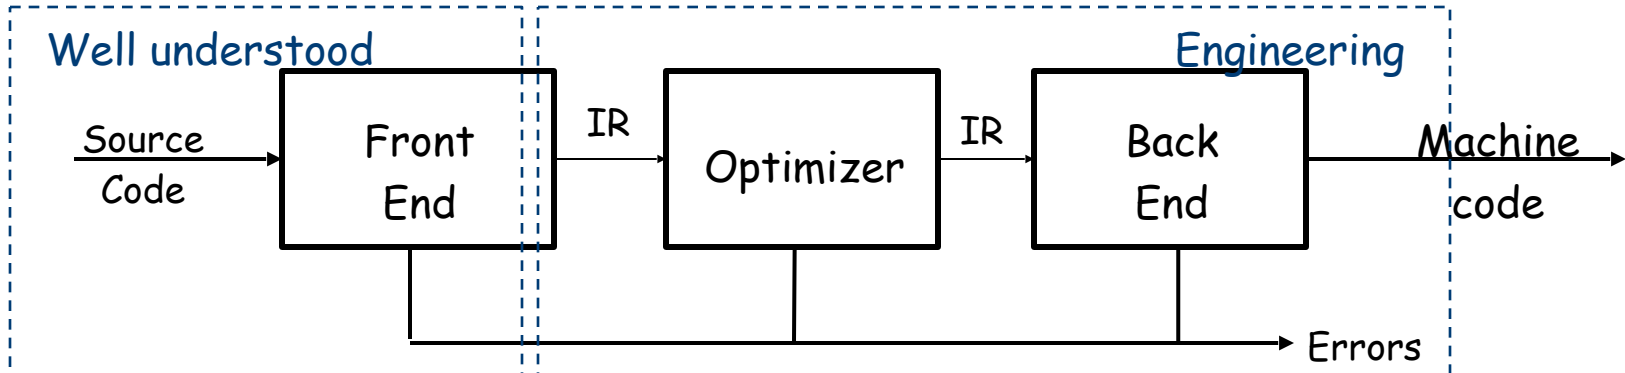 Well understood
Engineering
Source
Code
Front
End
IR
Optimizer
IR
Back
End
Machine
code
Errors